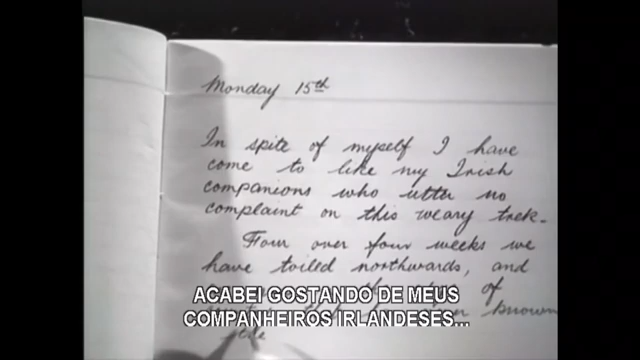 Monday 15th
In spite of myself I have
come to like my Irish
companions who utter no
complaint on this weary trek.
Four over four weeks we
have toiled northwards, and
of
known
ACABEI GOSTANDO DE MEUS
COMPANHEIROS IRLANDESES...